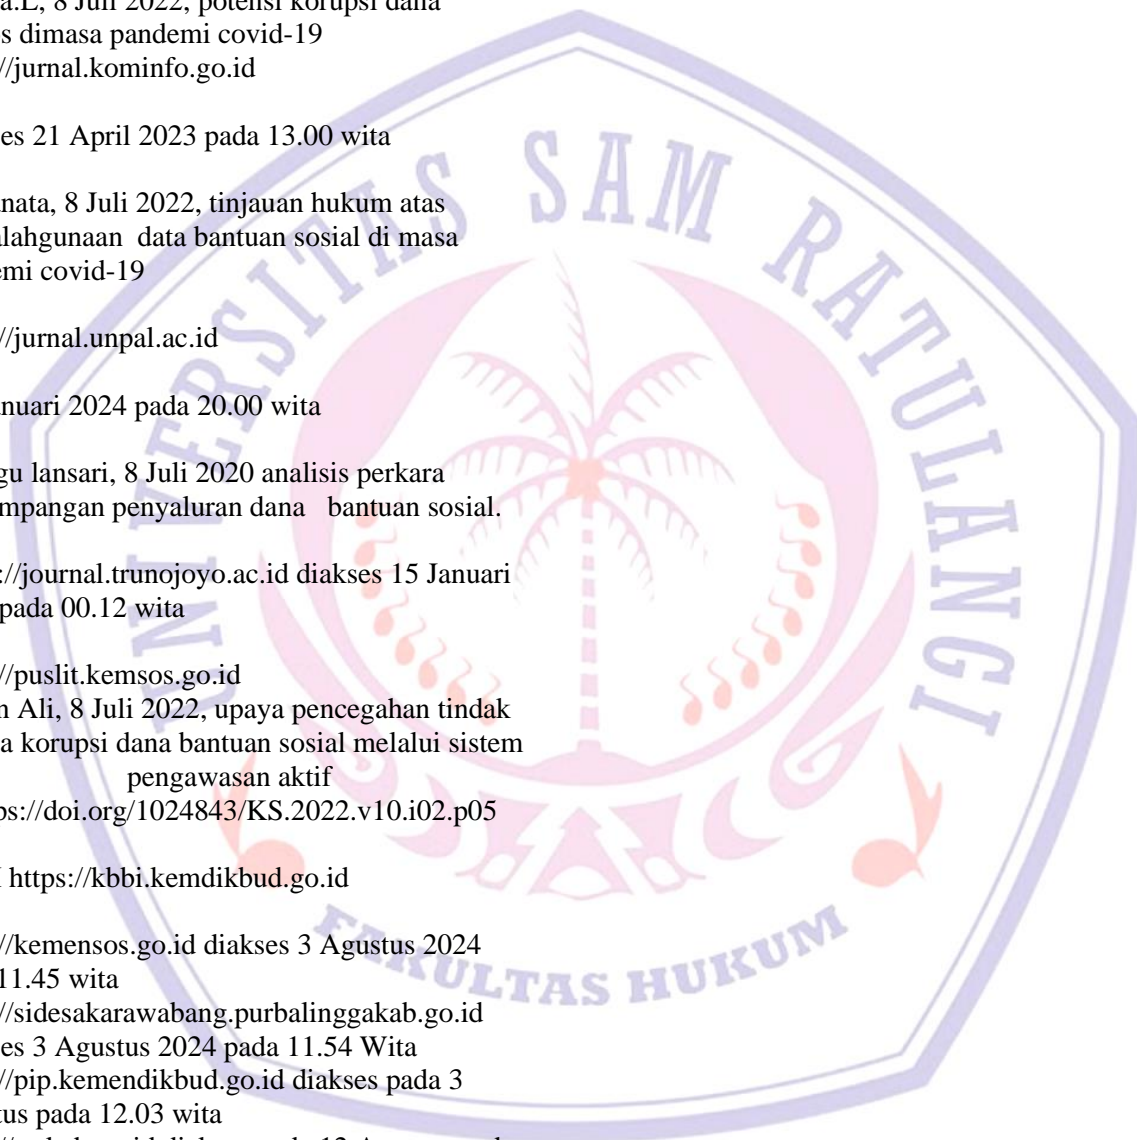 a.L, 8 Juli 2022, potensi korupsi dana
s dimasa pandemi covid-19
//jurnal.kominfo.go.id
es 21 April 2023 pada 13.00 wita
nata, 8 Juli 2022, tinjauan hukum atas
alahgunaan data bantuan sosial di masa
emi covid-19
//jurnal.unpal.ac.id
nuari 2024 pada 20.00 wita
gu lansari, 8 Juli 2020 analisis perkara
mpangan penyaluran dana bantuan sosial.
://journal.trunojoyo.ac.id diakses 15 Januari
pada 00.12 wita
//puslit.kemsos.go.id
n Ali, 8 Juli 2022, upaya pencegahan tindak
a korupsi dana bantuan sosial melalui sistem
pengawasan aktif
ps://doi.org/1024843/KS.2022.v10.i02.p05
https://kbbi.kemdikbud.go.id
//kemensos.go.id diakses 3 Agustus 2024
11.45 wita
//sidesakarawabang.purbalinggakab.go.id
es 3 Agustus 2024 pada 11.54 Wita
//pip.kemendikbud.go.id diakses pada 3
tus pada 12.03 wita
UNIVERSITAS SAM RATULANGI
FAKULTAS HUKUM